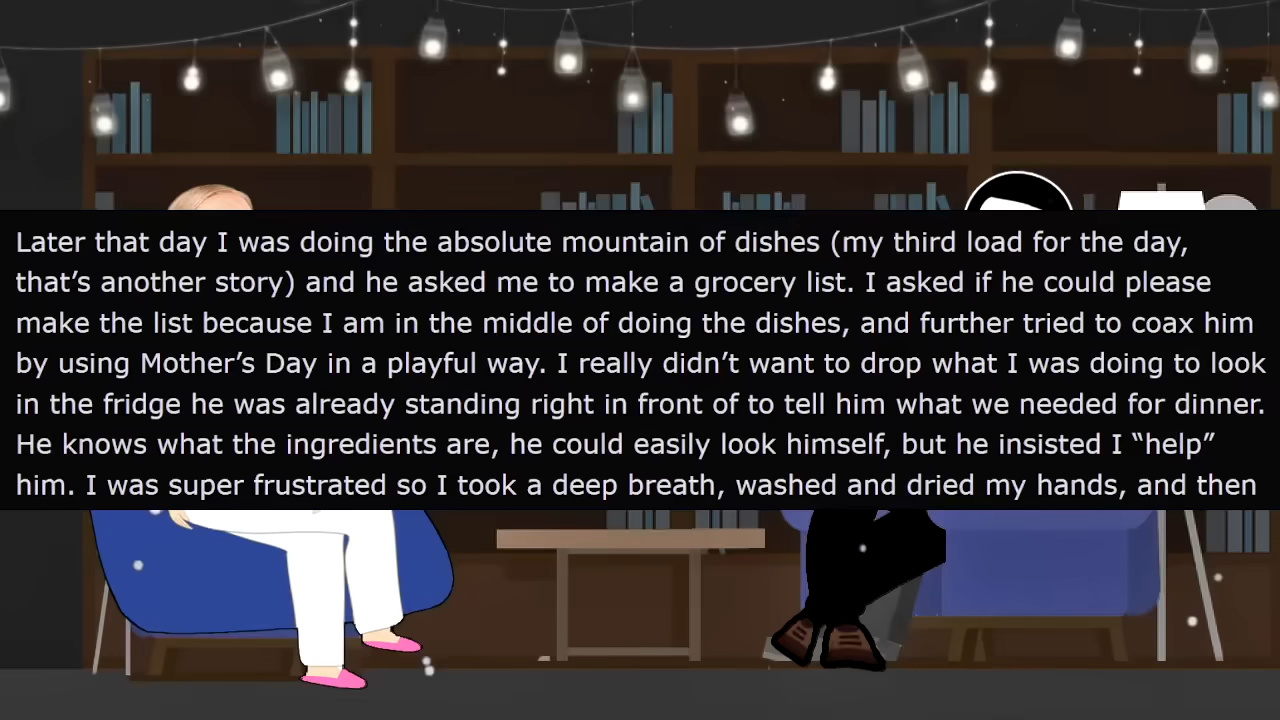 Later that day I was doing the absolute mountain of dishes (my third load for the day,
that’s another story) and he asked me to make a grocery list. I asked if he could please
make the list because I am in the middle of doing the dishes, and further tried to coax him
by using Mother’s Day in a playful way. I really didn’t want to drop what I was doing to look
in the fridge he was already standing right in front of to tell him what we needed for dinner.
He knows what the ingredients are, he could easily look himself, but he insisted I “help”
him. I was super frustrated so I took a deep breath, washed and dried my hands, and then